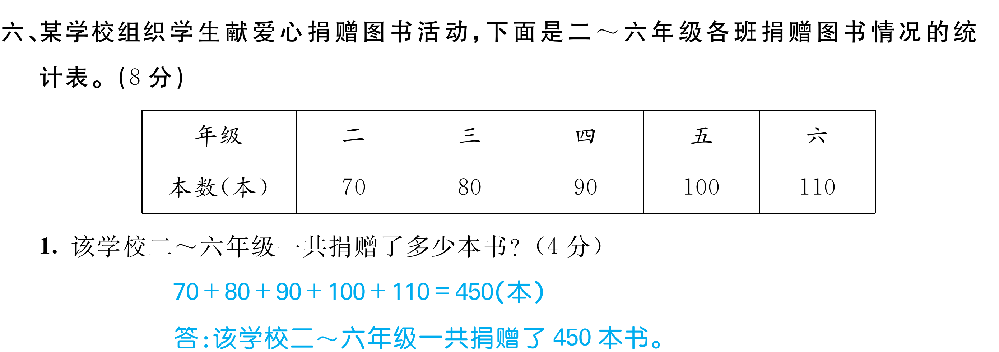 六、某学校组织学生献爱心捐赠图书活动,下面是二～六年级各班捐赠图书情况的统
计表。(8 分)
年级 二 三 四 五 六
本数(本) 70 80 90 100 110
1. 该学校二～六年级一共捐赠了多少本书?(4 分)
70+80+90+100+110=450(本)
答:该学校二～六年级一共捐赠了 450 本书。